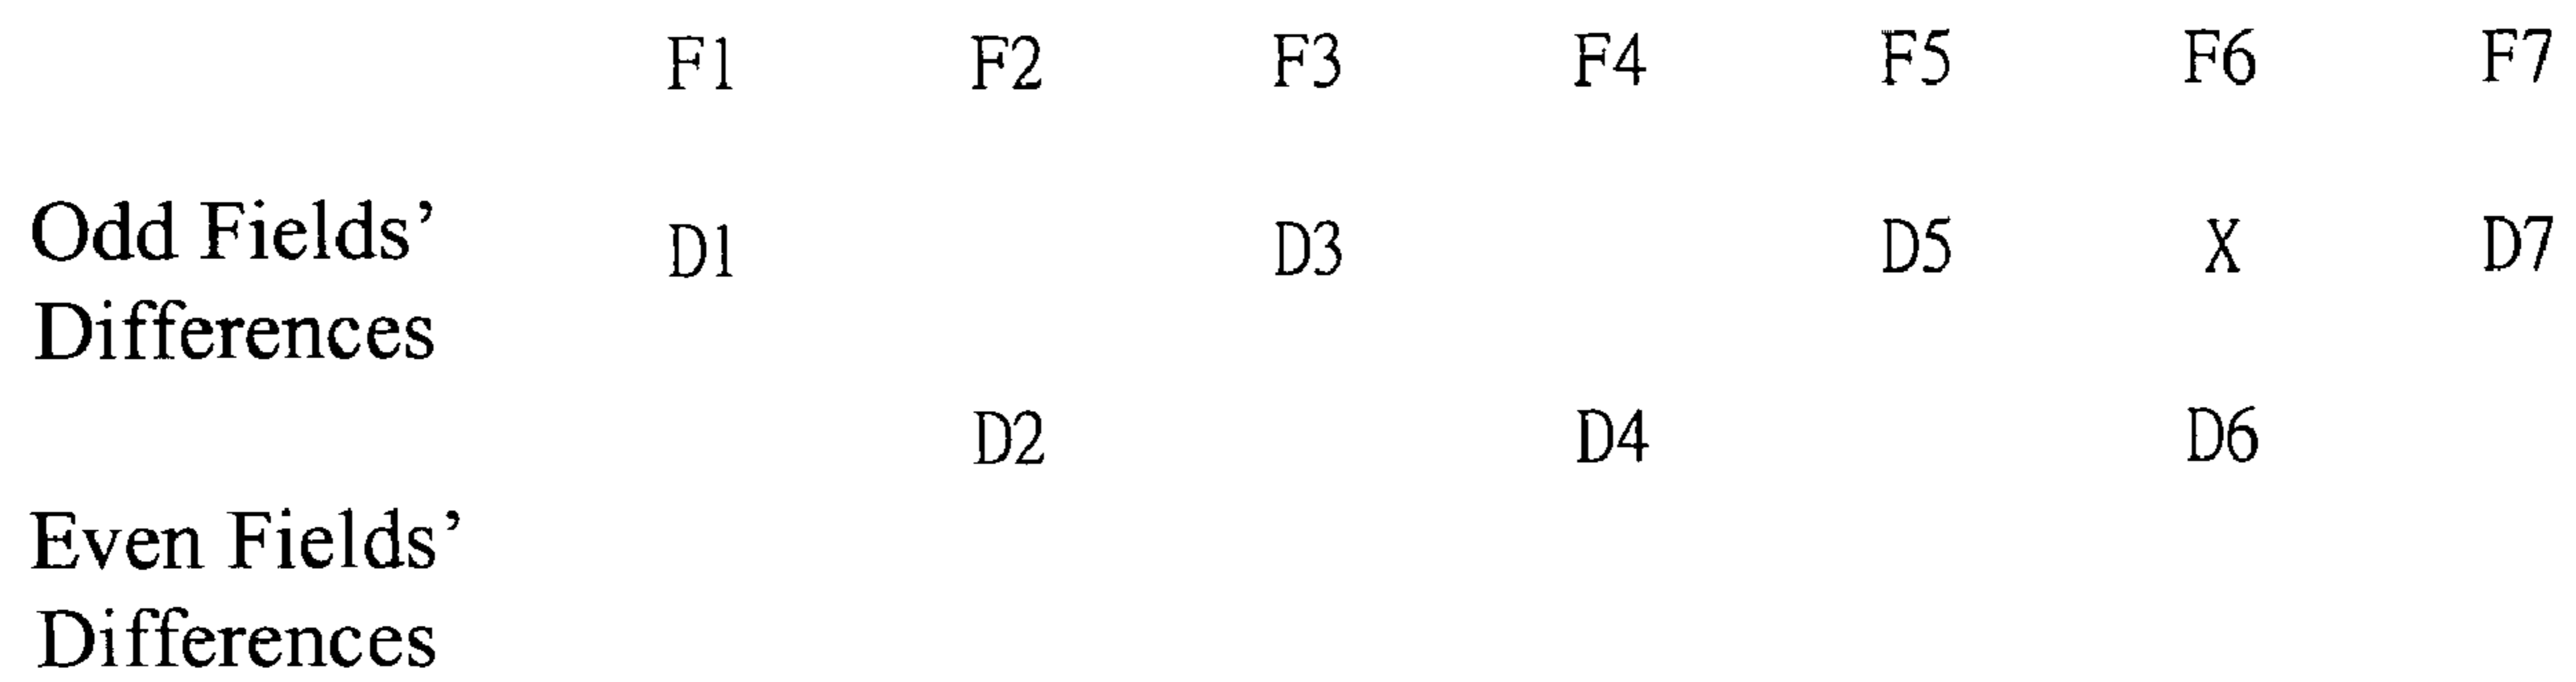 F1 F2 F3 F4 F5 F6 F7
Odd Fields’ D1 D3 D5 X D7
Differences
D2 D4 D6
Even Fields’
Differences